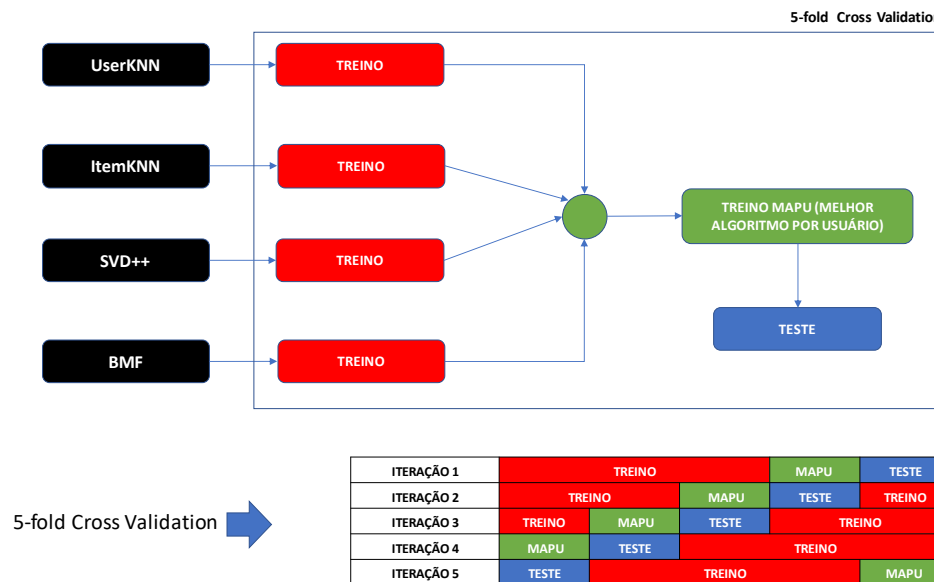 5-fold Cross Validation
UserKNN
TREINO
ItemKNN
TREINO
TREINO MAPU (MELHOR
ALGORITMO POR USUÁRIO)
SVD++
TREINO
TESTE
BMF
TREINO
5-fold Cross Validation
ITERAÇÃO 1 TREINO MAPU TESTE
ITERAÇÃO 2 TREINO MAPU TESTE TREINO
ITERAÇÃO 3 TREINO MAPU TESTE TREINO
ITERAÇÃO 4 MAPU TESTE TREINO
ITERAÇÃO 5 TESTE TREINO MAPU